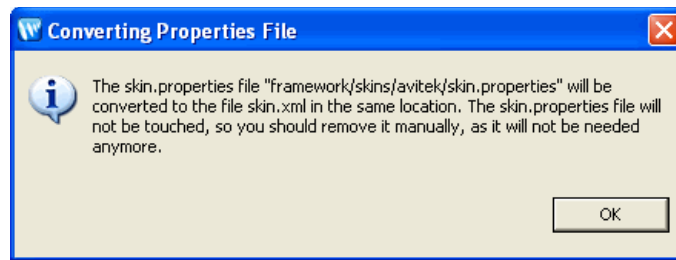 Converting Properties File
The skin.properties file "framework/skins/avitek/skin.properties" will be
converted to the file skin.xml in the same location. The skin.properties file will
not be touched, so you should remove it manually, as it will not be needed
anymore.
OK